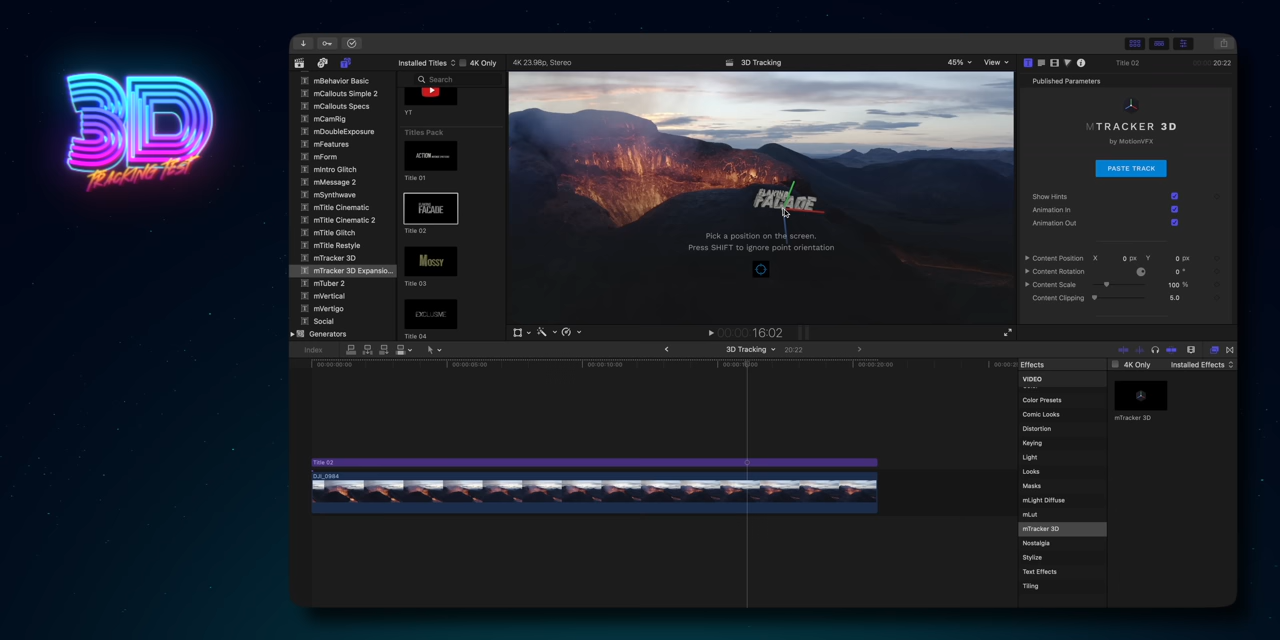 3D
TRACKING TEST
Installed Titles
4K Only
4K 23.98p, Stereo
3D Tracking
45%
View
Title 02
20:22
mBehavior Basic
mCallouts Simple 2
mCallouts Specs
mCamRig
mDoubleExposure
mFeatures
mForm
mIntro Glitch
mMessage 2
mSynthwave
mTitle Cinematic
mTitle Cinematic 2
mTitle Glitch
mTitle Restyle
mTracker 3D
mTracker 3D Expansio...
mTuber 2
mVertical
mVertigo
Social
Generators
Search
YT
Titles Pack
ACTION
Title 01
FACADE
Title 02
MOSSY
Title 03
EXCLUSIVE
Title 04
FLAKING
FACADE
Pick a position on the screen.
Press SHIFT to ignore point orientation
00:00:16:02
Published Parameters
MTRACKER 3D
by MotionVFX
PASTE TRACK
Show Hints
Animation In
Animation Out
Content Position X 0 px Y 0 px
Content Rotation 0 °
Content Scale 100 %
Content Clipping 5.0
Index
3D Tracking
20:22
00:00:00:00
00:00:05:00
00:00:10:00
00:00:15:00
00:00:20:00
Title 02
DJI_0984
Effects
4K Only
Installed Effects
VIDEO
Color Presets
Comic Looks
Distortion
Keying
Light
Looks
Masks
mLight Diffuse
mLut
mTracker 3D
Nostalgia
Stylize
Text Effects
Tiling
mTracker 3D